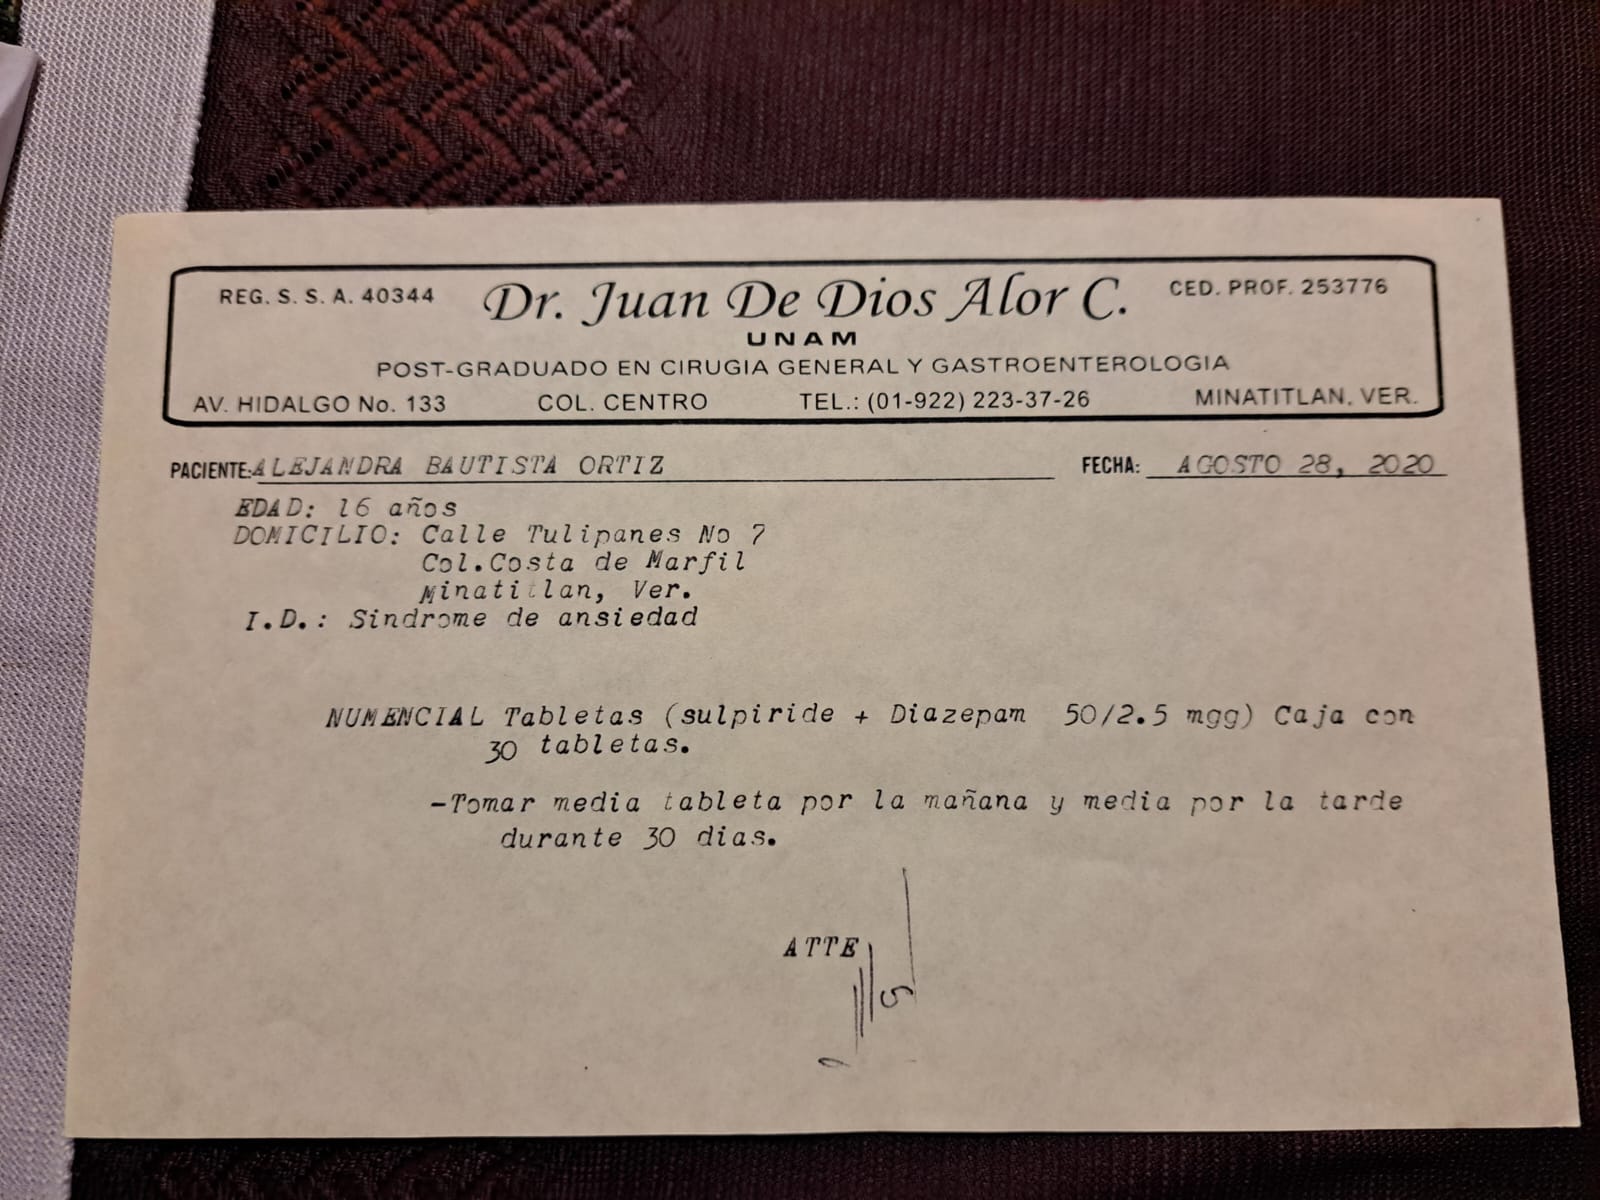 REG. S. S. A. 40344 Dr. Juan De Dios Alor C. CED. PROF. 253776
UNAM
POST-GRADUADO EN CIRUGIA GENERAL Y GASTROENTEROLOGIA
AV. HIDALGO No. 133 COL. CENTRO TEL.: (01-922) 223-37-26 MINATITLAN, VER.
PACIENTE: ALEJANDRA BAUTISTA ORTIZ FECHA: AGOSTO 28, 2020
EDAD: 16 años
DOMICILIO: Calle Tulipanes No 7
Col.Costa de Marfil
Minatitlan, Ver.
I.D.: Sindrome de ansiedad
NUMENCIAL Tabletas (sulpiride + Diazepam 50/2.5 mgg) Caja con
30 tabletas.
-Tomar media tableta por la mañana y media por la tarde
durante 30 dias.
ATTE